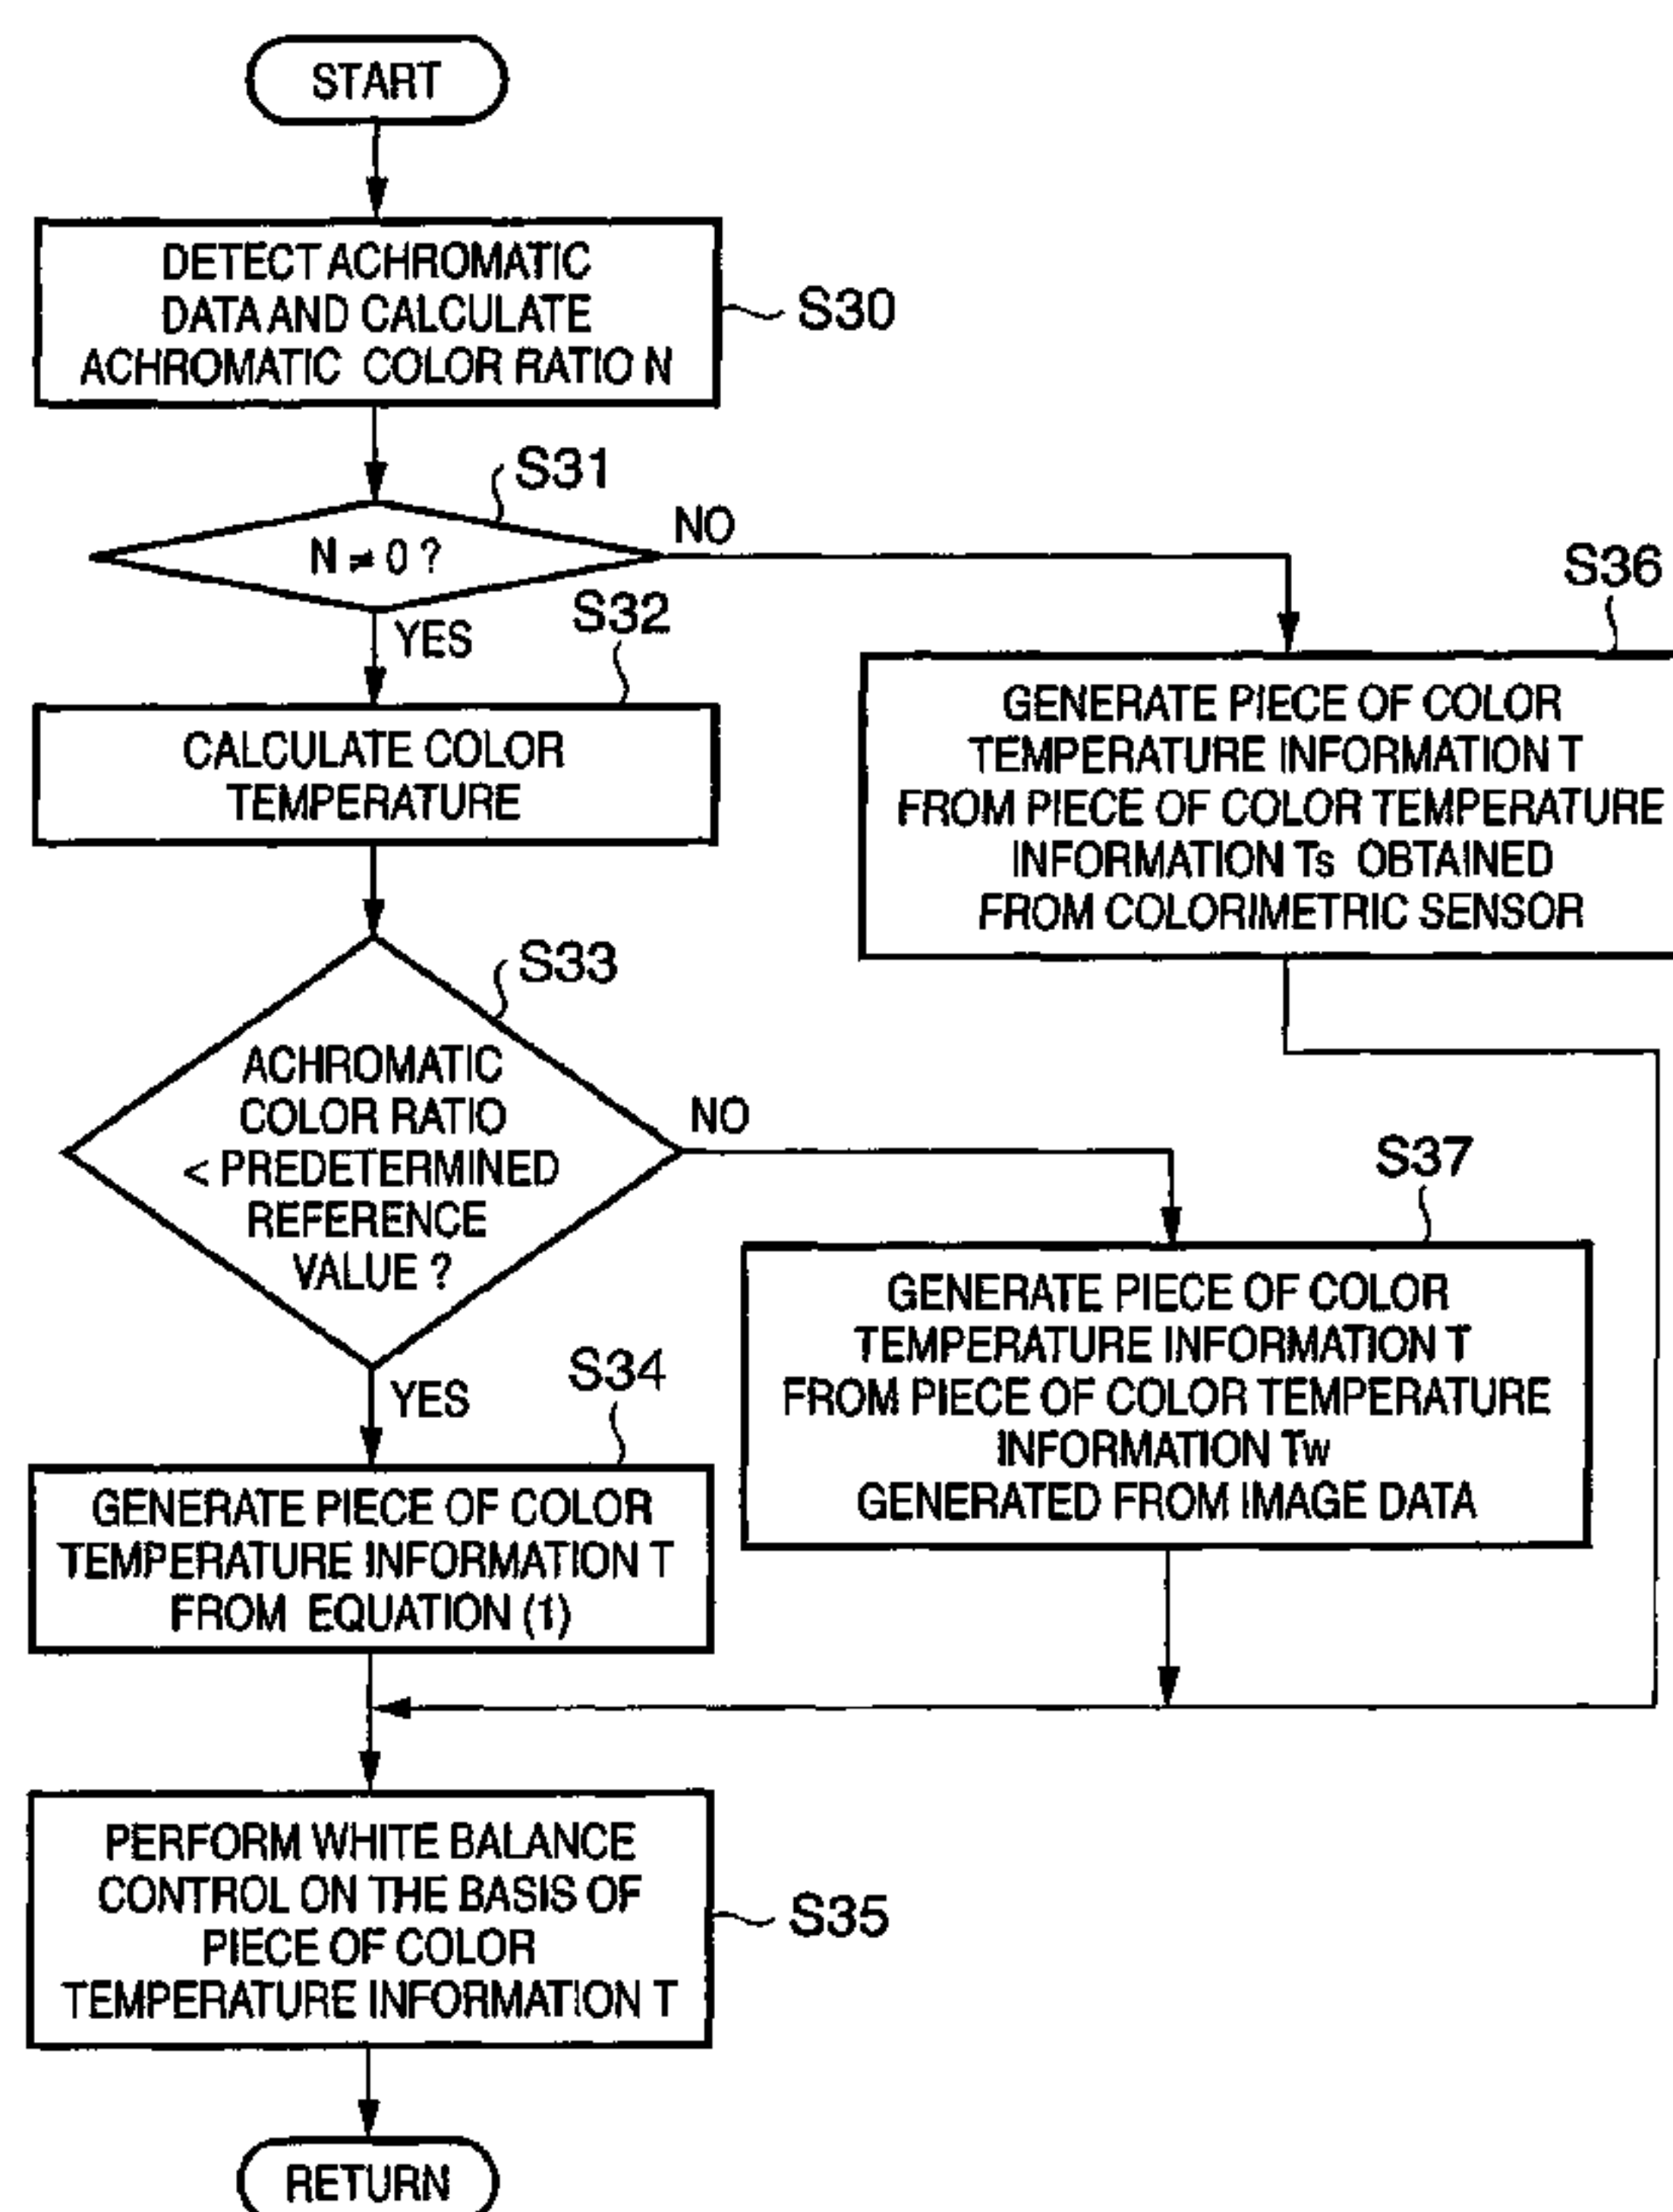 START
DETECT ACHROMATIC
DATA AND CALCULATE
ACHROMATIC COLOR RATIO N
S30
S31
N ≠ 0 ?
NO
YES
S32
CALCULATE COLOR
TEMPERATURE
S36
GENERATE PIECE OF COLOR
TEMPERATURE INFORMATION T
FROM PIECE OF COLOR TEMPERATURE
INFORMATION Ts OBTAINED
FROM COLORIMETRIC SENSOR
S33
ACHROMATIC
COLOR RATIO
< PREDETERMINED
REFERENCE
VALUE ?
NO
YES
S37
GENERATE PIECE OF COLOR
TEMPERATURE INFORMATION T
FROM PIECE OF COLOR TEMPERATURE
INFORMATION Tw
GENERATED FROM IMAGE DATA
S34
GENERATE PIECE OF COLOR
TEMPERATURE INFORMATION T
FROM EQUATION (1)
PERFORM WHITE BALANCE
CONTROL ON THE BASIS OF
PIECE OF COLOR
TEMPERATURE INFORMATION T
S35
RETURN